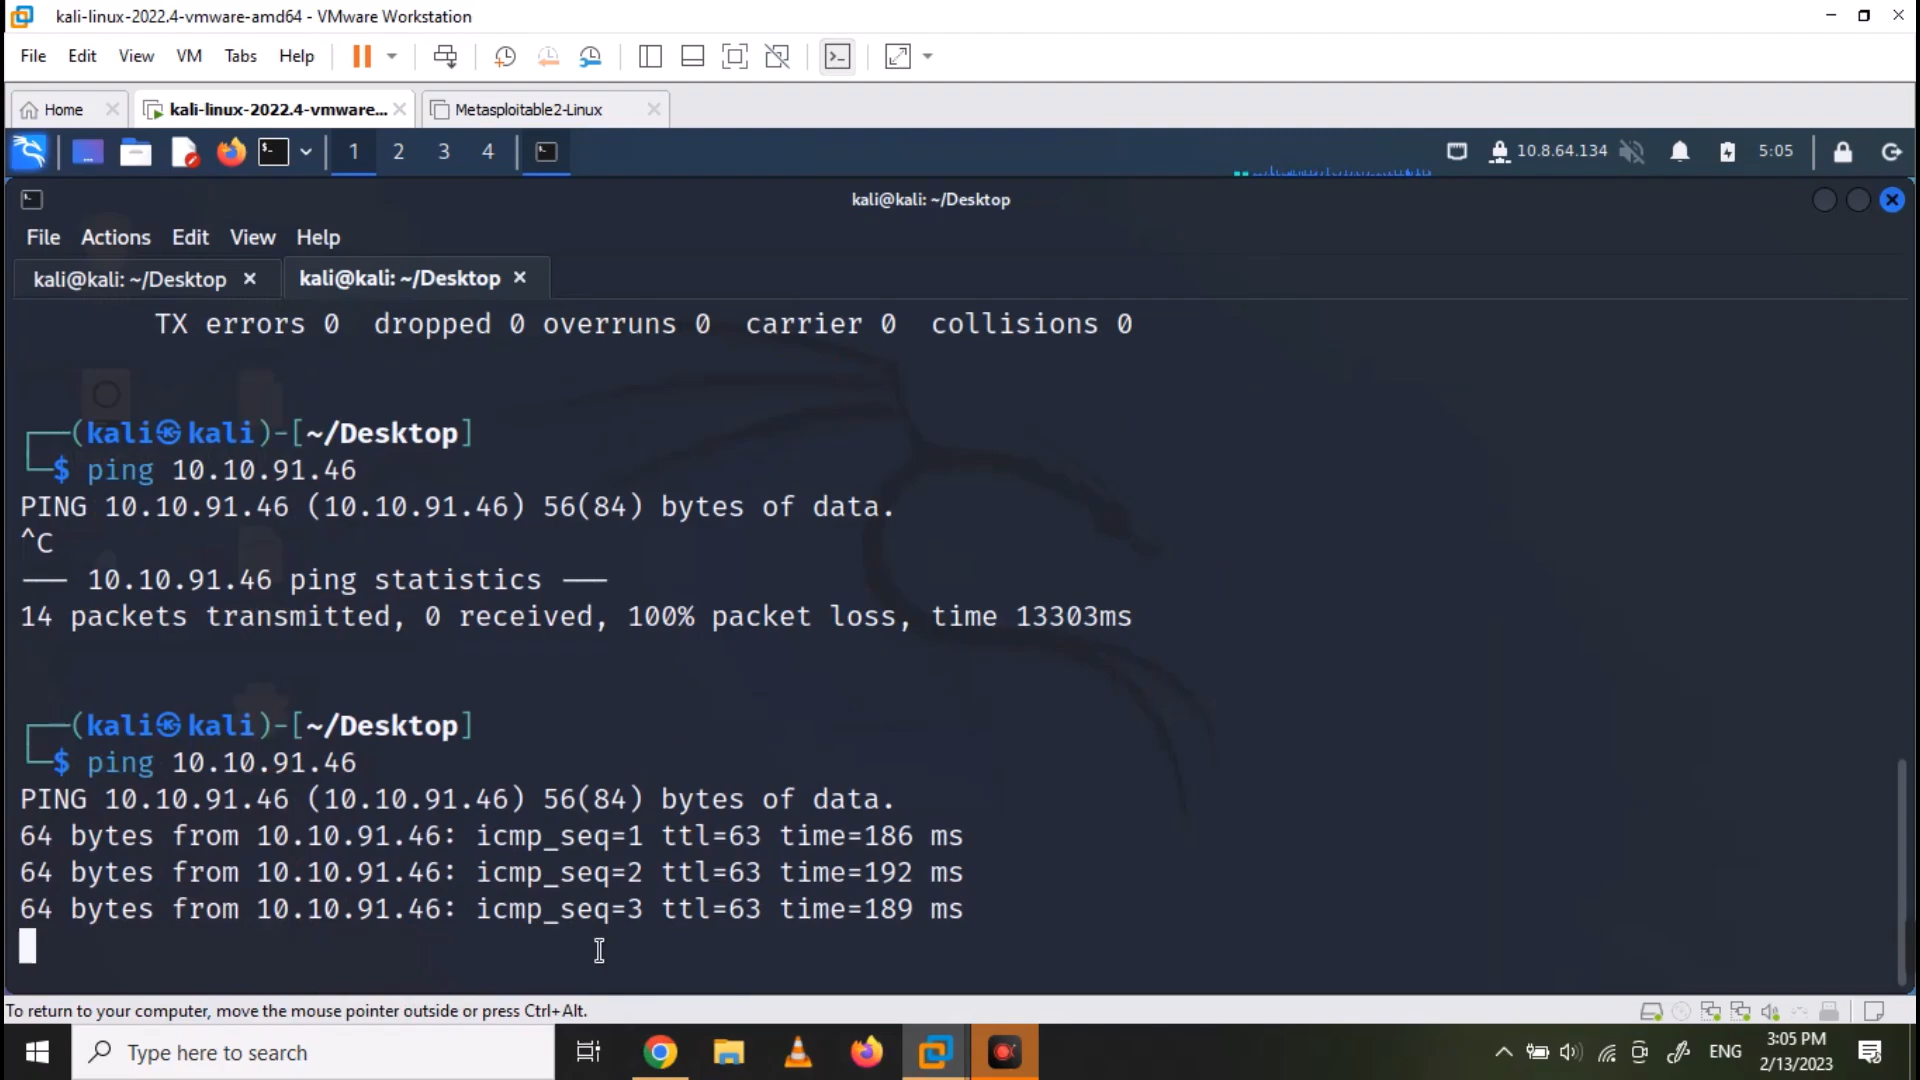 kali-linux-2022.4-vmware-amd64 - VMware Workstation
File Edit View VM Tabs Help
Home kali-linux-2022.4-vmware... Metasploitable2-Linux
1 2 3 4 10.8.64.134 5:05
kali@kali: ~/Desktop
File Actions Edit View Help
kali@kali: ~/Desktop kali@kali: ~/Desktop
TX errors 0 dropped 0 overruns 0 carrier 0 collisions 0
┌──(kali㉿kali)-[~/Desktop]
└─$ ping 10.10.91.46
PING 10.10.91.46 (10.10.91.46) 56(84) bytes of data.
^C
—— 10.10.91.46 ping statistics ——
14 packets transmitted, 0 received, 100% packet loss, time 13303ms
┌──(kali㉿kali)-[~/Desktop]
└─$ ping 10.10.91.46
PING 10.10.91.46 (10.10.91.46) 56(84) bytes of data.
64 bytes from 10.10.91.46: icmp_seq=1 ttl=63 time=186 ms
64 bytes from 10.10.91.46: icmp_seq=2 ttl=63 time=192 ms
64 bytes from 10.10.91.46: icmp_seq=3 ttl=63 time=189 ms
To return to your computer, move the mouse pointer outside or press Ctrl+Alt.
Type here to search ENG 3:05 PM
2/13/2023